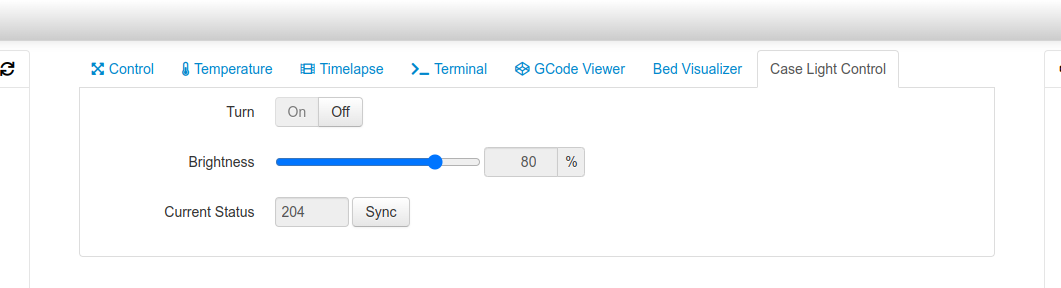 Control Temperature Timelapse Terminal GCode Viewer Bed Visualizer Case Light Control
Turn On Off
Brightness 80 %
Current Status 204 Sync